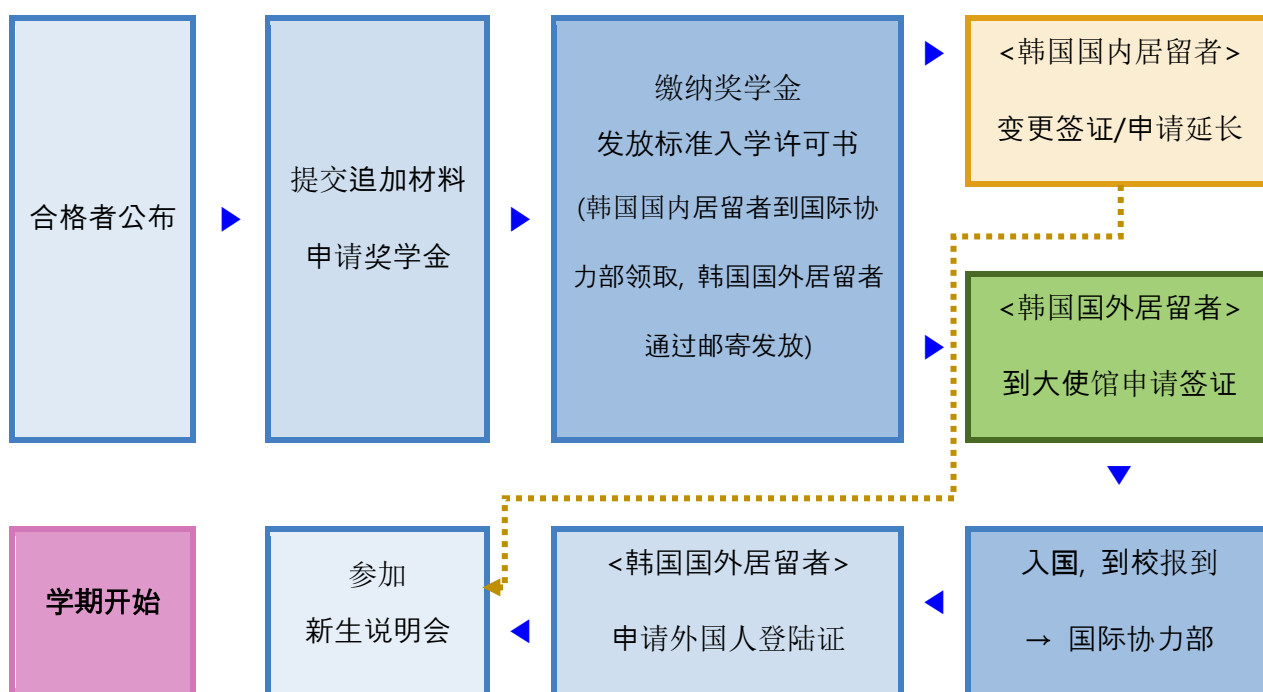 合格者公布
提交追加材料
申请奖学金
缴纳奖学金
发放标准入学许可书
(韩国国内居留者到国际协
力部领取, 韩国国外居留者
通过邮寄发放)
<韩国国内居留者>
变更签证/申请延长
<韩国国外居留者>
到大使馆申请签证
入国, 到校报到
→ 国际协力部
<韩国国外居留者>
申请外国人登陆证
参加
新生说明会
学期开始